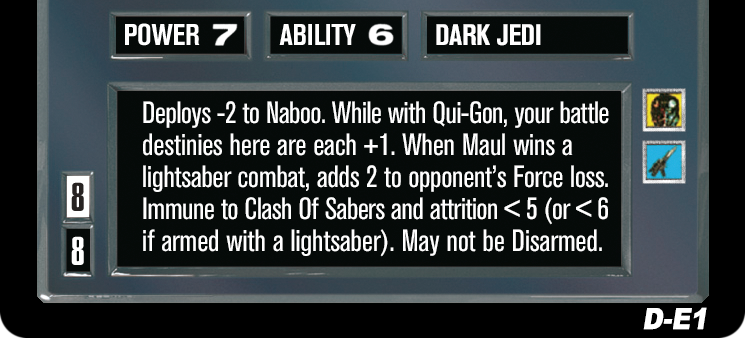 POWER 7 ABILITY 6 DARK JEDI
Deploys -2 to Naboo. While with Qui-Gon, your battle
destinies here are each +1. When Maul wins a
lightsaber combat, adds 2 to opponent's Force loss.
Immune to Clash Of Sabers and attrition < 5 (or < 6
if armed with a lightsaber). May not be Disarmed.
8
8
D-E1